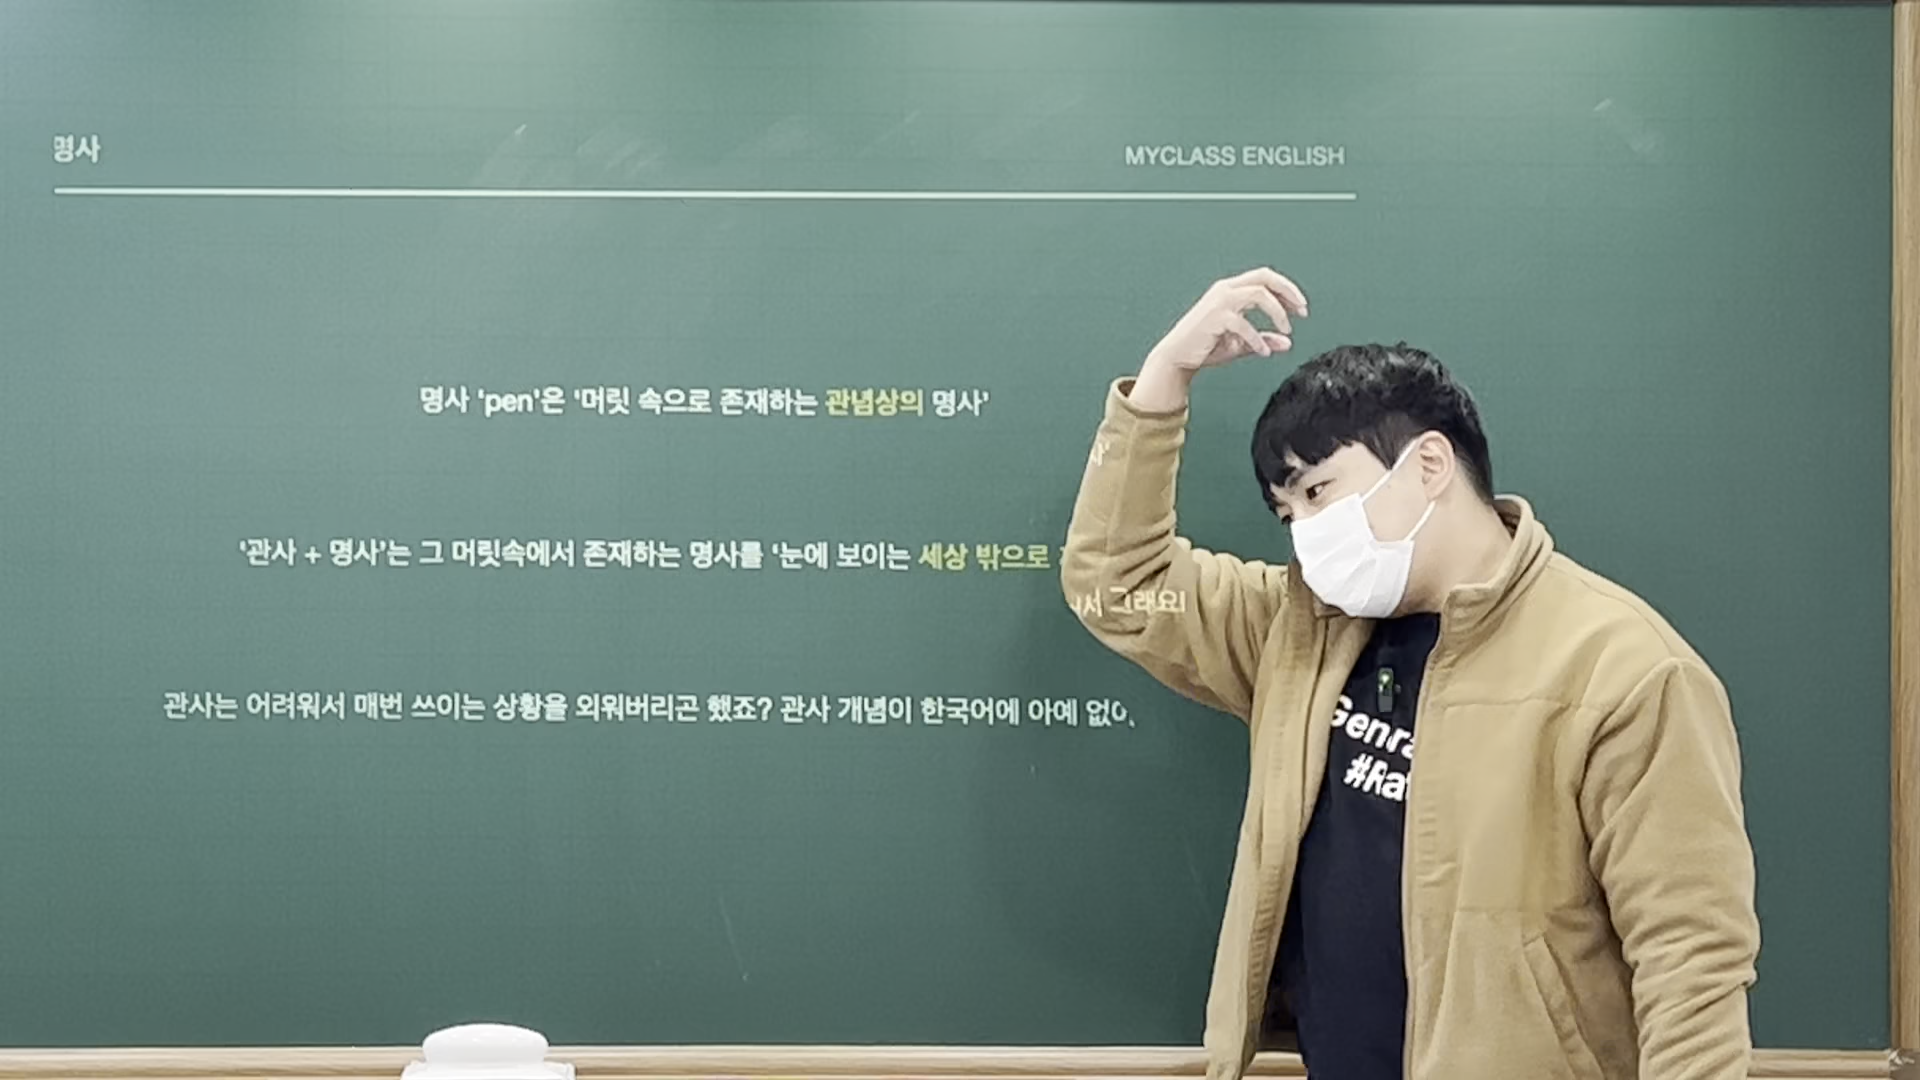 명사
MYCLASS ENGLISH
명사 ‘pen’은 ‘머릿 속으로 존재하는 관념상의 명사’
‘관사 + 명사’는 그 머릿속에서 존재하는 명사를 ‘눈에 보이는 세상 밖으로
관사는 어려워서 매번 쓰이는 상황을 외워버리곤 했죠? 관사 개념이 한국어에 아예 없어서 그래요!